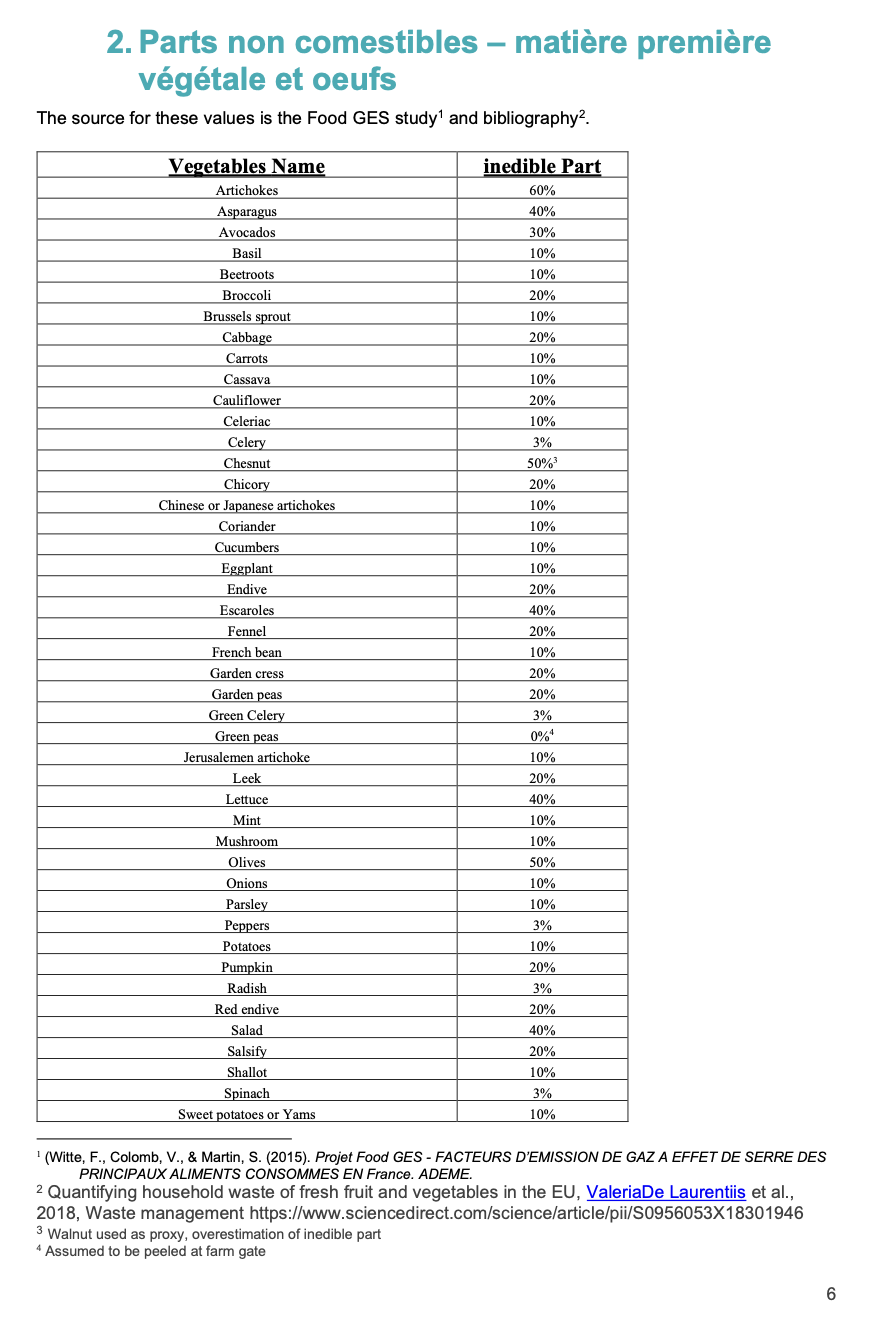 2. Parts non comestibles – matière première
végétale et oeufs
The source for these values is the Food GES study1 and bibliography2.
Vegetables Name inedible Part
Artichokes 60%
Asparagus 40%
Avocados 30%
Basil 10%
Beetroots 10%
Broccoli 20%
Brussels sprout 10%
Cabbage 20%
Carrots 10%
Cassava 10%
Cauliflower 20%
Celeriac 10%
Celery 3%
Chesnut 50%3
Chicory 20%
Chinese or Japanese artichokes 10%
Coriander 10%
Cucumbers 10%
Eggplant 10%
Endive 20%
Escaroles 40%
Fennel 20%
French bean 10%
Garden cress 20%
Garden peas 20%
Green Celery 3%
Green peas 0%4
Jerusalemen artichoke 10%
Leek 20%
Lettuce 40%
Mint 10%
Mushroom 10%
Olives 50%
Onions 10%
Parsley 10%
Peppers 3%
Potatoes 10%
Pumpkin 20%
Radish 3%
Red endive 20%
Salad 40%
Salsify 20%
Shallot 10%
Spinach 3%
Sweet potatoes or Yams 10%
1 (Witte, F., Colomb, V., & Martin, S. (2015). Projet Food GES - FACTEURS D'EMISSION DE GAZ A EFFET DE SERRE DES
PRINCIPAUX ALIMENTS CONSOMMES EN France. ADEME.
2 Quantifying household waste of fresh fruit and vegetables in the EU, ValeriaDe Laurentiis et al.,
2018, Waste management https://www.sciencedirect.com/science/article/pii/S0956053X18301946
3 Walnut used as proxy, overestimation of inedible part
4 Assumed to be peeled at farm gate
6